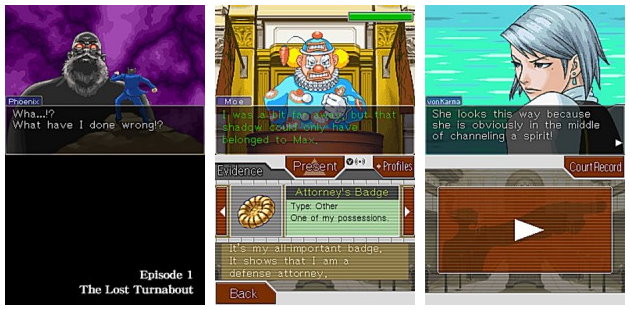 Phoenix
Wha...!?
What have I done wrong!?
Episode 1
The Lost Turnabout
Moe
I was a bit far away, but that
shadow could only have
belonged to Max.
Evidence
Present
Profiles
Attorney's Badge
Type: Other
One of my possessions.
It's my all-important badge.
It shows that I am a
defense attorney.
Back
von Karma
She looks this way because
she is obviously in the middle
of channeling a spirit!
Court Record